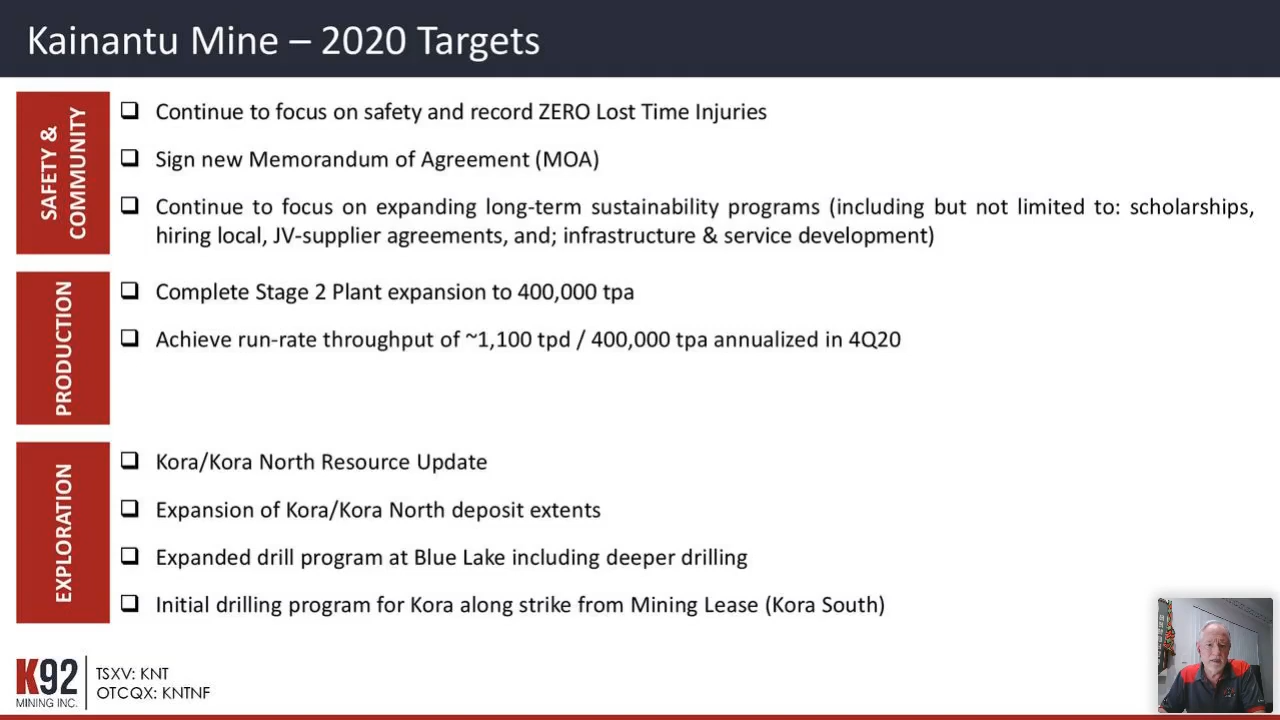 Kainantu Mine – 2020 Targets
SAFETY &
COMMUNITY
Continue to focus on safety and record ZERO Lost Time Injuries
Sign new Memorandum of Agreement (MOA)
Continue to focus on expanding long-term sustainability programs (including but not limited to: scholarships,
hiring local, JV-supplier agreements, and; infrastructure & service development)
PRODUCTION
Complete Stage 2 Plant expansion to 400,000 tpa
Achieve run-rate throughput of ~1,100 tpd / 400,000 tpa annualized in 4Q20
EXPLORATION
Kora/Kora North Resource Update
Expansion of Kora/Kora North deposit extents
Expanded drill program at Blue Lake including deeper drilling
Initial drilling program for Kora along strike from Mining Lease (Kora South)
K92
MINING INC.
TSXV: KNT
OTCQX: KNTNF